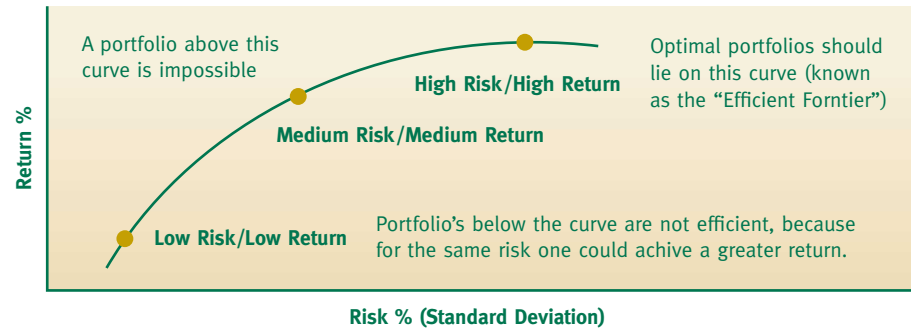 A portfolio above this
curve is impossible
Optimal portfolios should
lie on this curve (known
as the “Efficient Forntier”)
High Risk/High Return
Medium Risk/Medium Return
Low Risk/Low Return
Portfolio’s below the curve are not efficient, because
for the same risk one could achive a greater return.
Return %
Risk % (Standard Deviation)